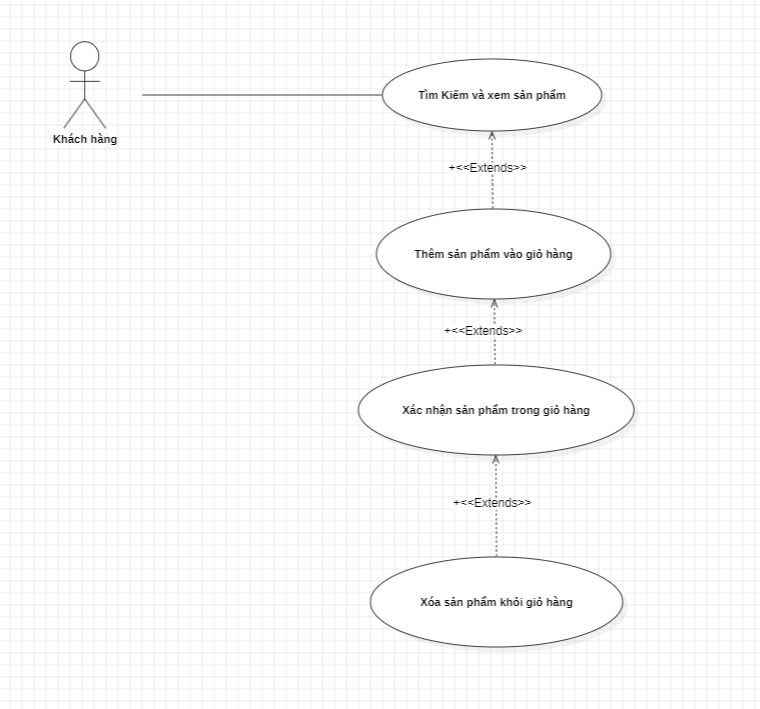 Tìm Kiếm và xem sản phẩm
Khách hàng
+<<Extends>>
Thêm sản phẩm vào giỏ hàng
+<<Extends>>
Xác nhận sản phẩm trong giỏ hàng
+<<Extends>>
Xóa sản phẩm khỏi giỏ hàng